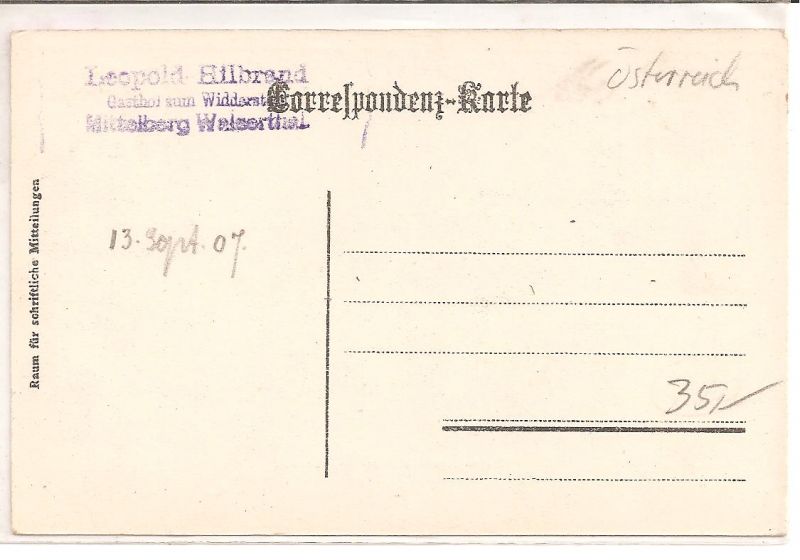 Leopold Hilbrand
Gasthof zum Widderst
Mittelberg Walserthal
Correspondenz-Karte
Österreich
Raum für schriftliche Mitteilungen
13. Sept. 07.
35,-